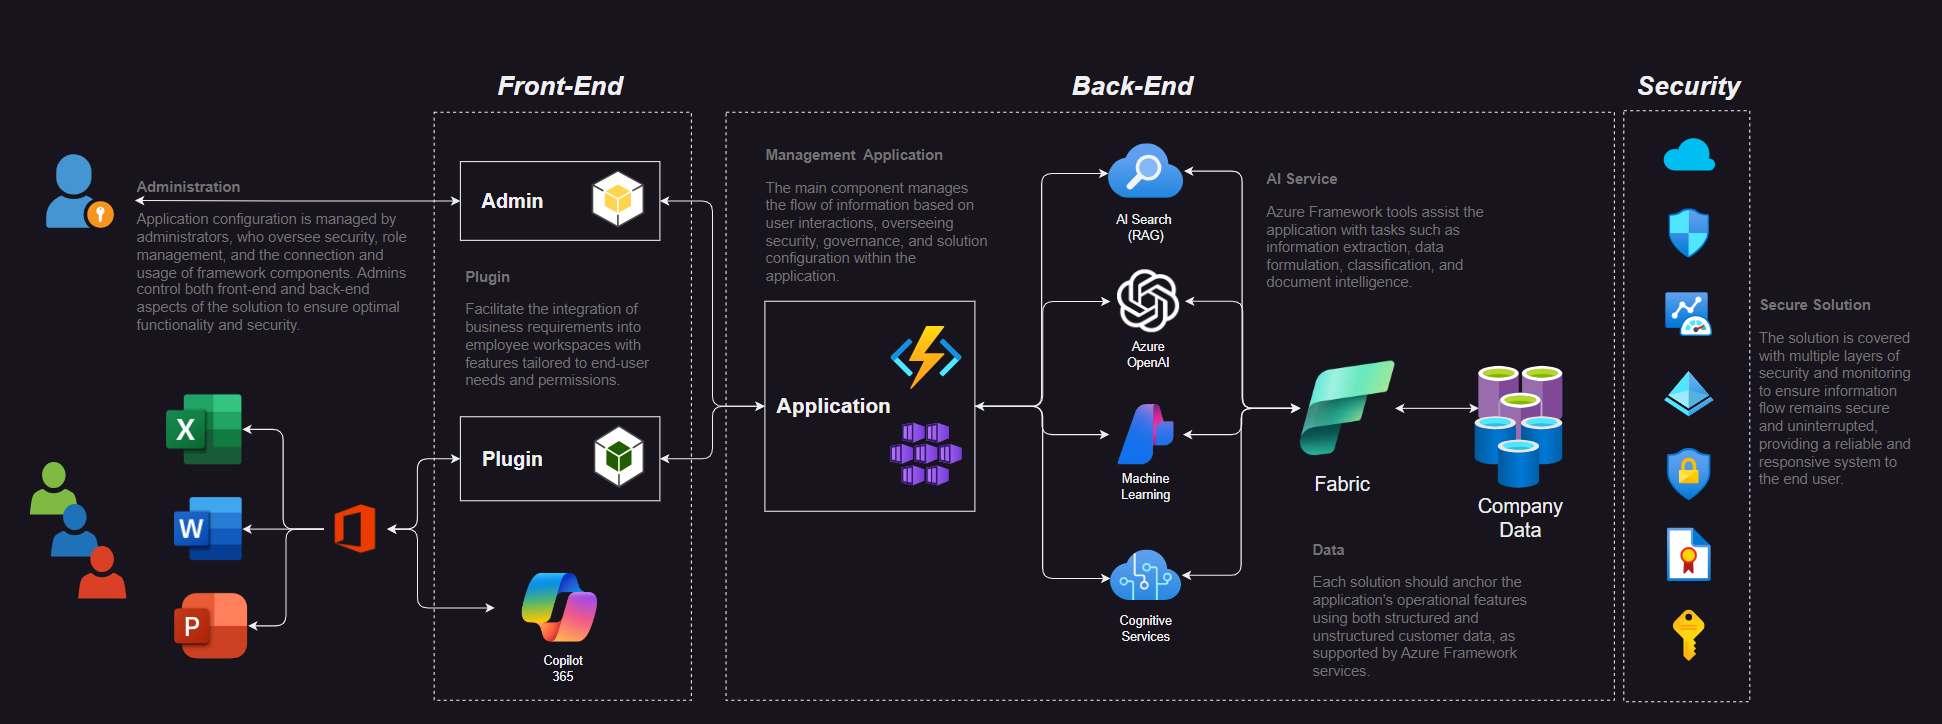 Front-End
Back-End
Security
Administration
Application configuration is managed by
administrators, who oversee security, role
management, and the connection and
usage of framework components. Admins
control both front-end and back-end
aspects of the solution to ensure optimal
functionality and security.
Admin
Plugin
Facilitate the integration of
business requirements into
employee workspaces with
features tailored to end-user
needs and permissions.
Plugin
X
W
P
Copilot
365
Management Application
The main component manages
the flow of information based on
user interactions, overseeing
security, governance, and solution
configuration within the
application.
Application
AI Search
(RAG)
Azure
OpenAI
Machine
Learning
Cognitive
Services
AI Service
Azure Framework tools assist the
application with tasks such as
information extraction, data
formulation, classification, and
document intelligence.
Fabric
Company
Data
Data
Each solution should anchor the
application's operational features
using both structured and
unstructured customer data, as
supported by Azure Framework
services.
Secure Solution
The solution is covered
with multiple layers of
security and monitoring
to ensure information
flow remains secure
and uninterrupted,
providing a reliable and
responsive system to
the end user.